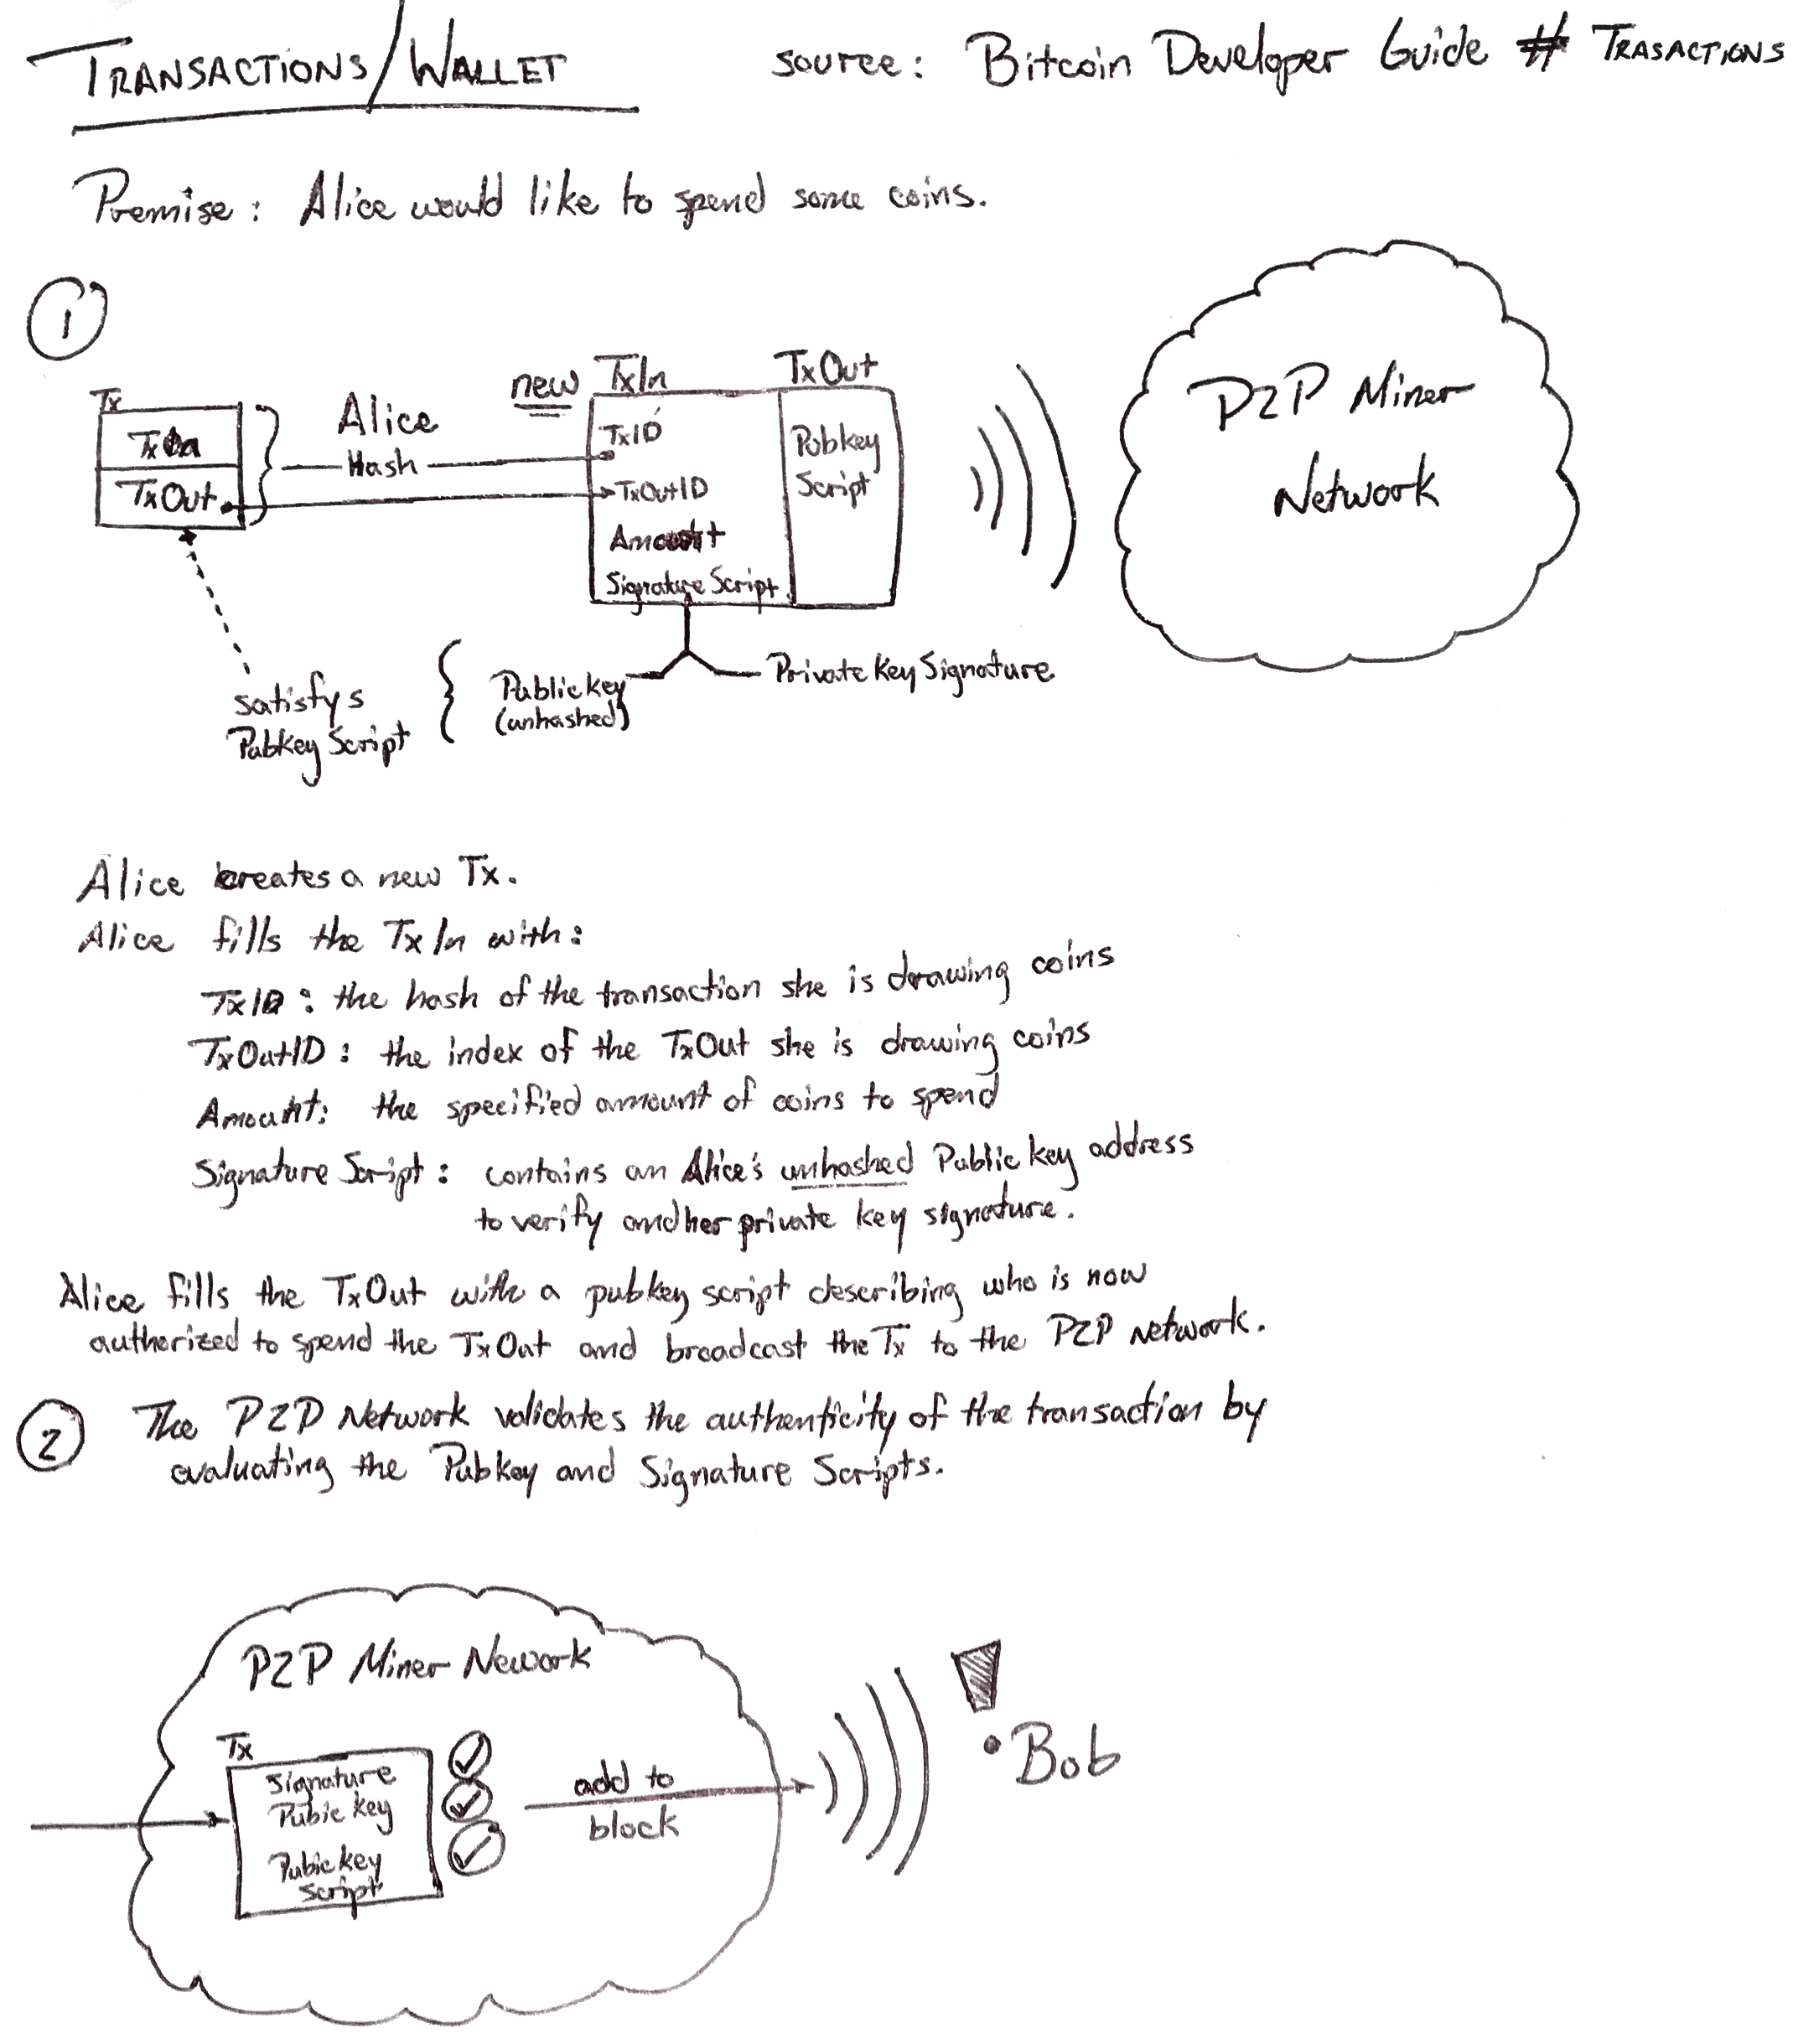 TRANSACTIONS/WALLET
source: Bitcoin Developer Guide # TRASACTIONS
Premise: Alice would like to spend some coins.
1
Tx
TxIn
TxOut
Alice
Hash
new
TxIn
TxOut
TxID
TxOutID
Amount
Signature Script
Pubkey
Script
P2P Miner
Network
satisfys
Pubkey Script
Public key
(unhashed)
Private Key Signature
Alice creates a new Tx.
Alice fills the TxIn with:
TxID: the hash of the transaction she is drawing coins
TxOutID: the index of the TxOut she is drawing coins
Amount: the specified amount of coins to spend
Signature Script: contains an Alice's unhashed Public key address
to verify and her private key signature.
Alice fills the TxOut with a pubkey script describing who is now
authorized to spend the TxOut and broadcast the Tx to the P2P network.
2
The P2P Network validates the authenticity of the transaction by
evaluating the Pubkey and Signature Scripts.
P2P Miner Nework
Tx
Signature
Pubic key
Pubic key
Script
add to
block
Bob